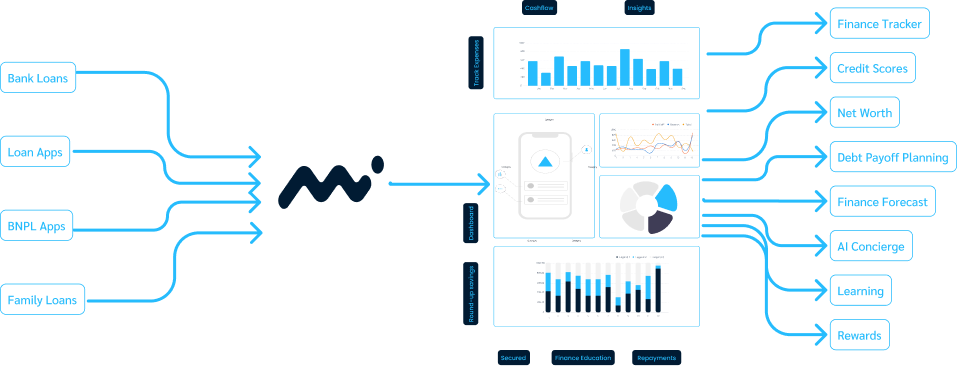 Cashflow
Insights
Finance Tracker
Track Expenses
Bank Loans
Credit Scores
Net Worth
Loan Apps
Debt Payoff Planning
Finance Forecast
Dashboard
BNPL Apps
AI Concierge
Round-up savings
Family Loans
Learning
Rewards
Secured
Finance Education
Repayments